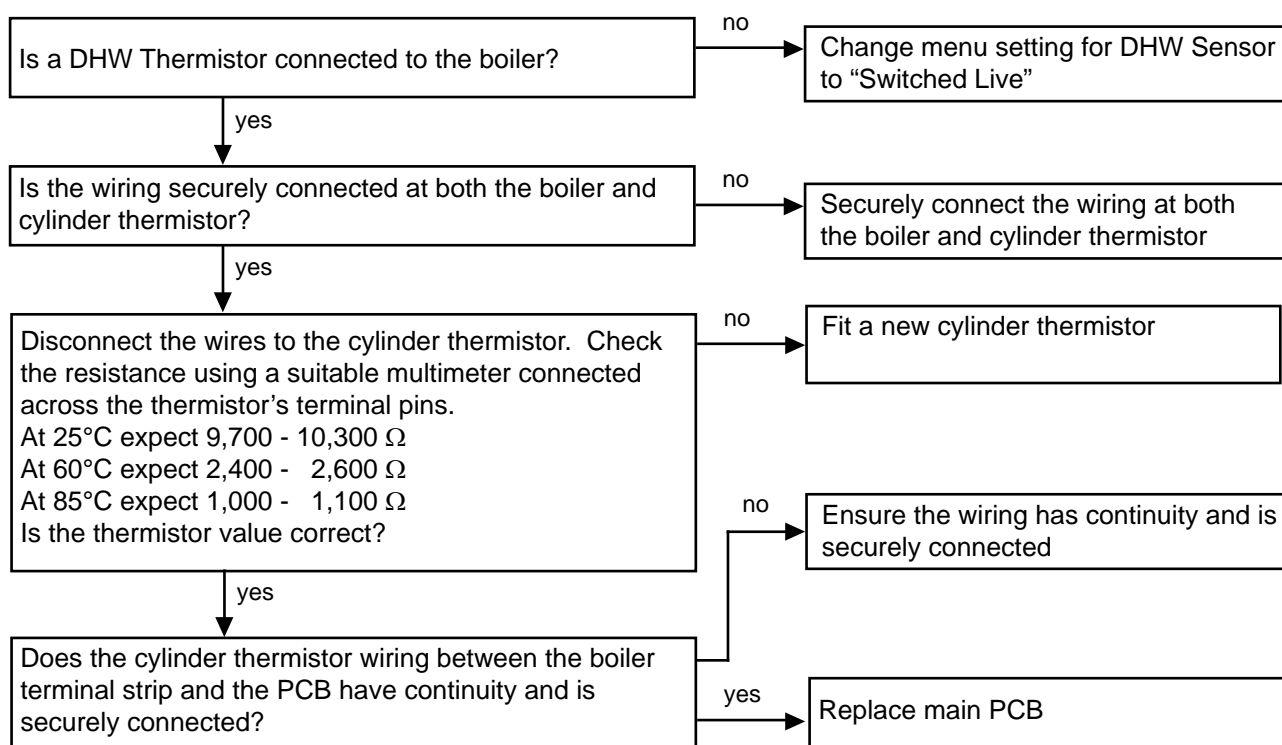 Is a DHW Thermistor connected to the boiler?
no
Change menu setting for DHW Sensor
to “Switched Live”
yes
Is the wiring securely connected at both the boiler and
cylinder thermistor?
no
Securely connect the wiring at both
the boiler and cylinder thermistor
yes
Disconnect the wires to the cylinder thermistor.  Check
the resistance using a suitable multimeter connected
across the thermistor’s terminal pins.
At 25°C expect 9,700 - 10,300 Ω
At 60°C expect 2,400 -   2,600 Ω
At 85°C expect 1,000 -   1,100 Ω
Is the thermistor value correct?
no
Fit a new cylinder thermistor
yes
Does the cylinder thermistor wiring between the boiler
terminal strip and the PCB have continuity and is
securely connected?
no
Ensure the wiring has continuity and is
securely connected
yes
Replace main PCB